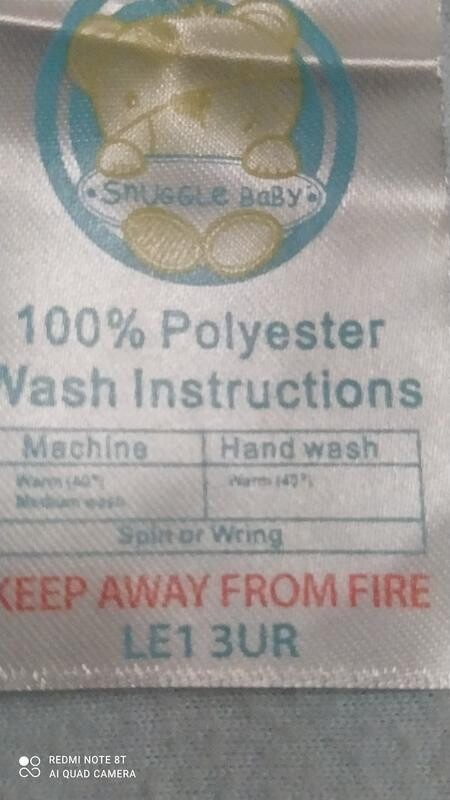 SnUGGLe BaBy
100% Polyester
Wash Instructions
Machine Hand wash
Warm (40°) Warm (40°)
Medium wash
Spin or Wring
KEEP AWAY FROM FIRE
LE1 3UR
REDMI NOTE 8T
AI QUAD CAMERA